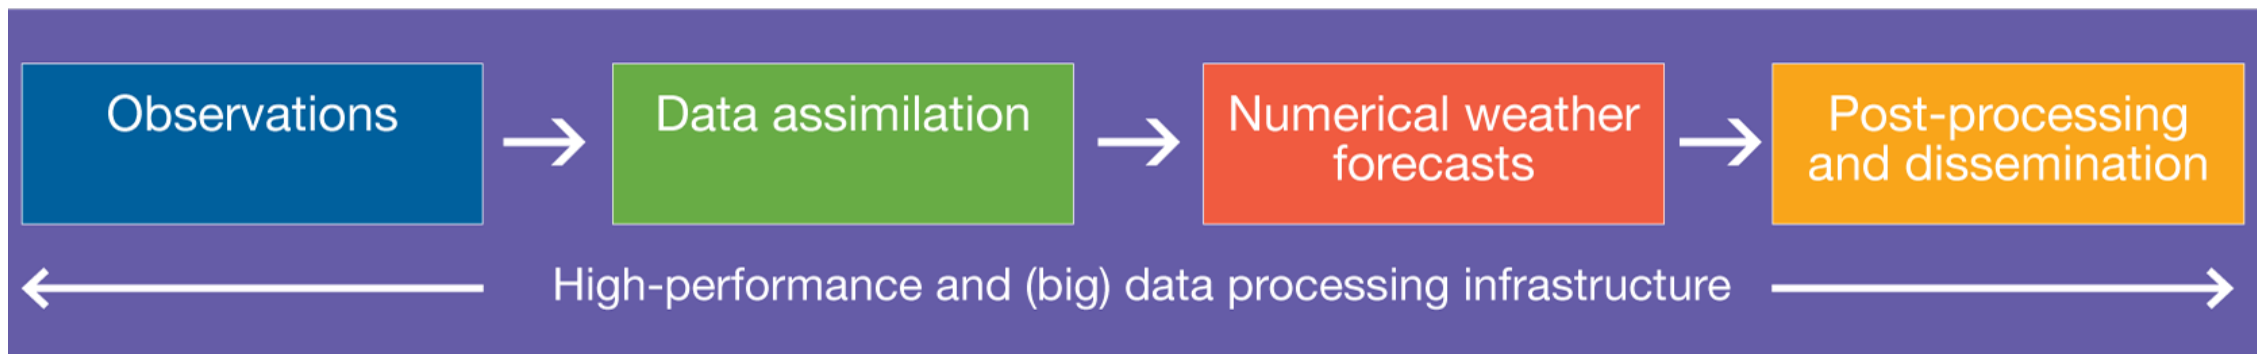 Observations
Data assimilation
Numerical weather
forecasts
Post-processing
and dissemination
High-performance and (big) data processing infrastructure